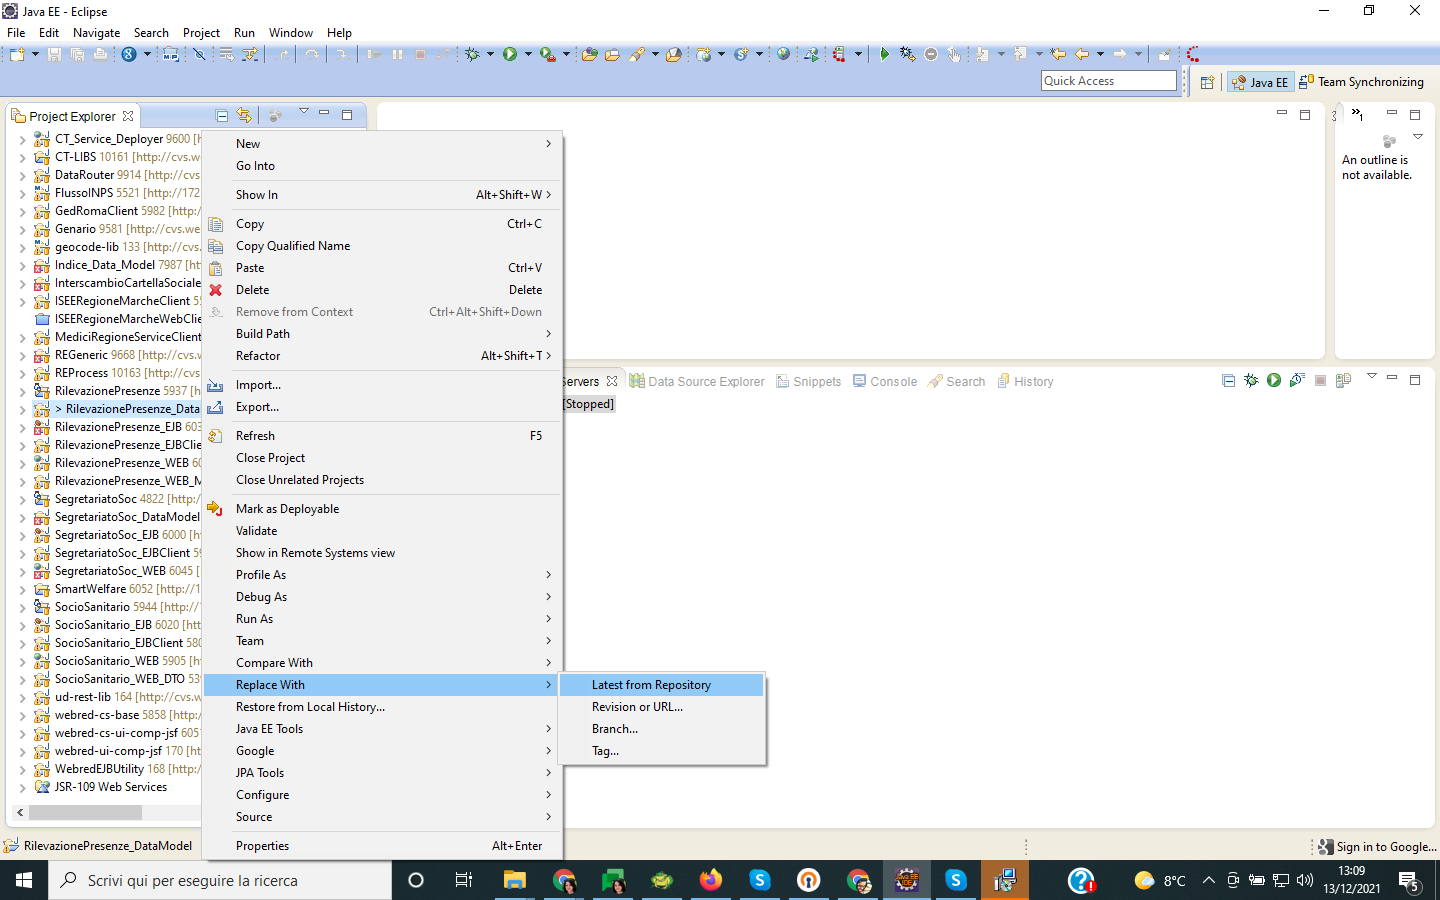 Java EE - Eclipse
File Edit Navigate Search Project Run Window Help
Quick Access
Java EE
Team Synchronizing
Project Explorer
CT_Service_Deployer 9600 [h
CT-LIBS 10161 [http://cvs.w
DataRouter 9914 [http://cvs
FlussoINPS 5521 [http://172
GedRomaClient 5982 [http:/
Genario 9581 [http://cvs.we
geocode-lib 133 [http://cvs.
Indice_Data_Model 7987 [ht
InterscambioCartellaSociale
ISEERegioneMarcheClient 5
ISEERegioneMarcheWebClie
MediciRegioneServiceClient
REGeneric 9668 [http://cvs.w
REProcess 10163 [http://cvs.
RilevazionePresenze 5937 [h
> RilevazionePresenze_Data
RilevazionePresenze_EJB 603
RilevazionePresenze_EJBClie
RilevazionePresenze_WEB 60
RilevazionePresenze_WEB_M
SegretariatoSoc 4822 [http:/
SegretariatoSoc_DataModel
SegretariatoSoc_EJB 6000 [ht
SegretariatoSoc_EJBClient 59
SegretariatoSoc_WEB 6045 [
SmartWelfare 6052 [http://1
SocioSanitario 5944 [http://
SocioSanitario_EJB 6020 [htt
SocioSanitario_EJBClient 580
SocioSanitario_WEB 5905 [ht
SocioSanitario_WEB_DTO 539
ud-rest-lib 164 [http://cvs.w
webred-cs-base 5858 [http:/
webred-cs-ui-comp-jsf 605
webred-ui-comp-jsf 170 [ht
WebredEJBUtility 168 [http:/
JSR-109 Web Services
New
Go Into
Show In Alt+Shift+W
Copy Ctrl+C
Copy Qualified Name
Paste Ctrl+V
Delete Delete
Remove from Context Ctrl+Alt+Shift+Down
Build Path
Refactor Alt+Shift+T
Import...
Export...
Refresh F5
Close Project
Close Unrelated Projects
Mark as Deployable
Validate
Show in Remote Systems view
Profile As
Debug As
Run As
Team
Compare With
Replace With
Restore from Local History...
Java EE Tools
Google
JPA Tools
Configure
Source
Properties Alt+Enter
Latest from Repository
Revision or URL...
Branch...
Tag...
An outline is
not available.
Servers
Data Source Explorer
Snippets
Console
Search
History
[Stopped]
RilevazionePresenze_DataModel
Sign in to Google...
Scrivi qui per eseguire la ricerca
8°C
13:09
13/12/2021
5